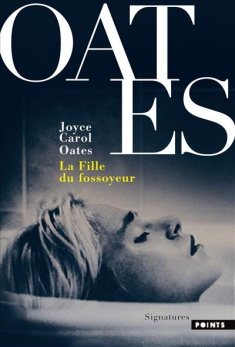 OAT
ES
Joyce
Carol
Oates
La Fille
du fossoyeur
Signatures
POINTS